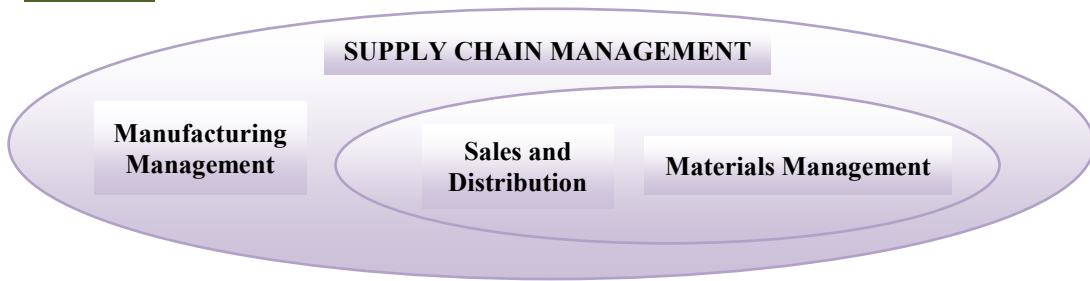 SUPPLY CHAIN MANAGEMENT
Manufacturing
Management
Sales and
Distribution
Materials Management